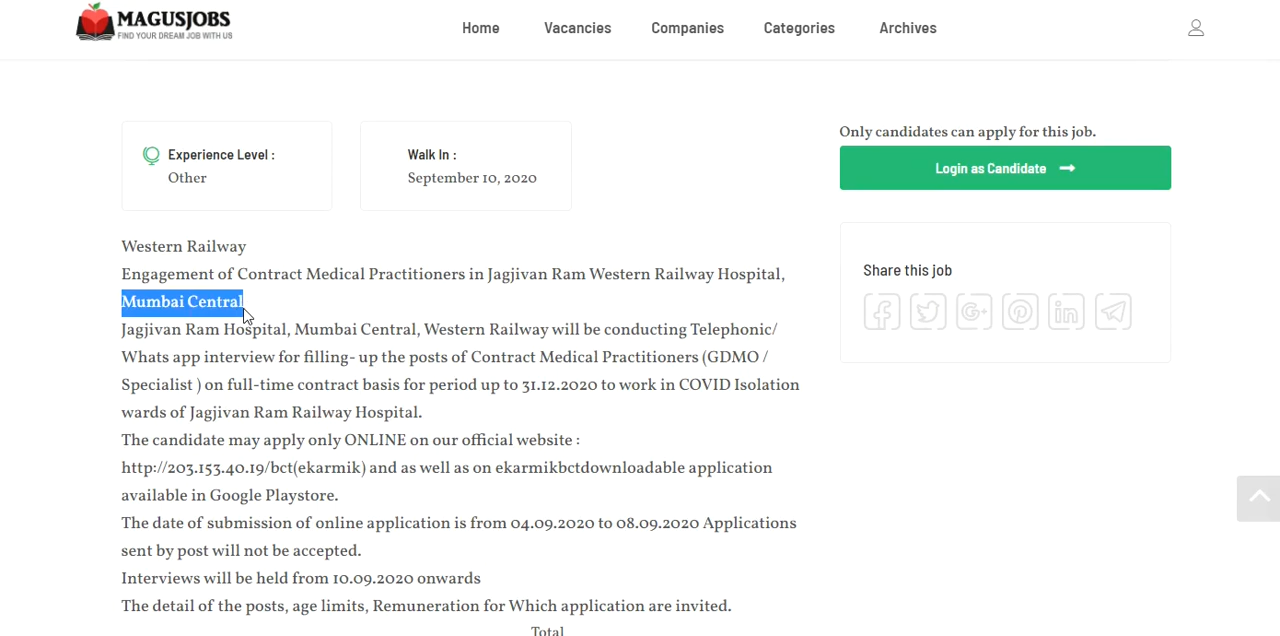 MAGUSJOBS
FIND YOUR DREAM JOB WITH US
Home Vacancies Companies Categories Archives
Experience Level :
Other
Walk In :
September 10, 2020
Only candidates can apply for this job.
Login as Candidate
Share this job
Western Railway
Engagement of Contract Medical Practitioners in Jagjivan Ram Western Railway Hospital,
Mumbai Central
Jagjivan Ram Hospital, Mumbai Central, Western Railway will be conducting Telephonic/
Whats app interview for filling- up the posts of Contract Medical Practitioners (GDMO /
Specialist ) on full-time contract basis for period up to 31.12.2020 to work in COVID Isolation
wards of Jagjivan Ram Railway Hospital.
The candidate may apply only ONLINE on our official website :
http://203.153.40.19/bct(ekarmik) and as well as on ekarmikbctdownloadable application
available in Google Playstore.
The date of submission of online application is from 04.09.2020 to 08.09.2020 Applications
sent by post will not be accepted.
Interviews will be held from 10.09.2020 onwards
The detail of the posts, age limits, Remuneration for Which application are invited.
Total